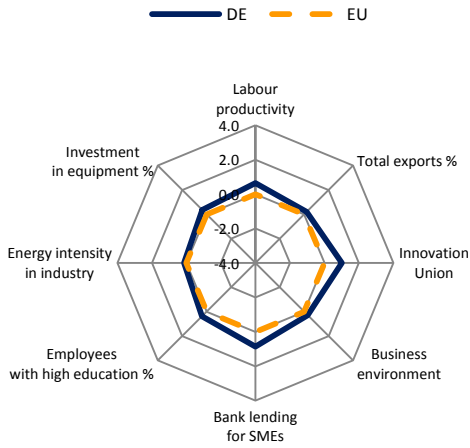 DE EU
Labour
productivity
4.0
2.0
0.0
-2.0
-4.0
Total exports %
Innovation
Union
Business
environment
Bank lending
for SMEs
Employees
with high education %
Energy intensity
in industry
Investment
in equipment %